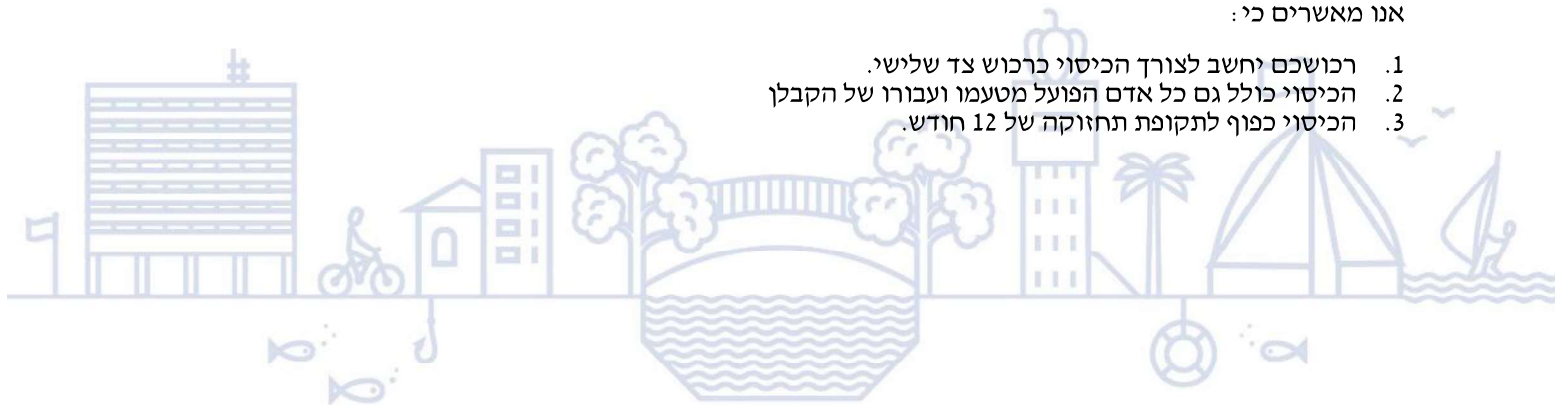 אנו מאשרים כי:
1. רכושכם יחשב לצורך הכיסוי כרכוש צד שלישי.
2. הכיסוי כולל גם כל אדם הפועל מטעמו ועבורו של הקבלן
3. הכיסוי כפוף לתקופת תחזוקה של 12 חודש.